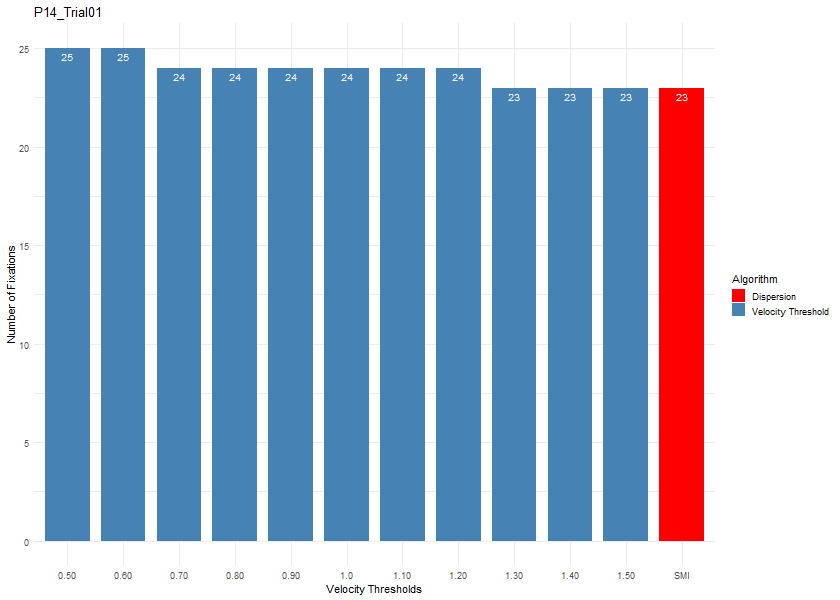 P14_Trial01
25 25 24 24 24 24 24 24 23 23 23 23
25
20
15
10
5
0
Number of Fixations
0.50 0.60 0.70 0.80 0.90 1.0 1.10 1.20 1.30 1.40 1.50 SMI
Velocity Thresholds
Algorithm
Dispersion
Velocity Threshold